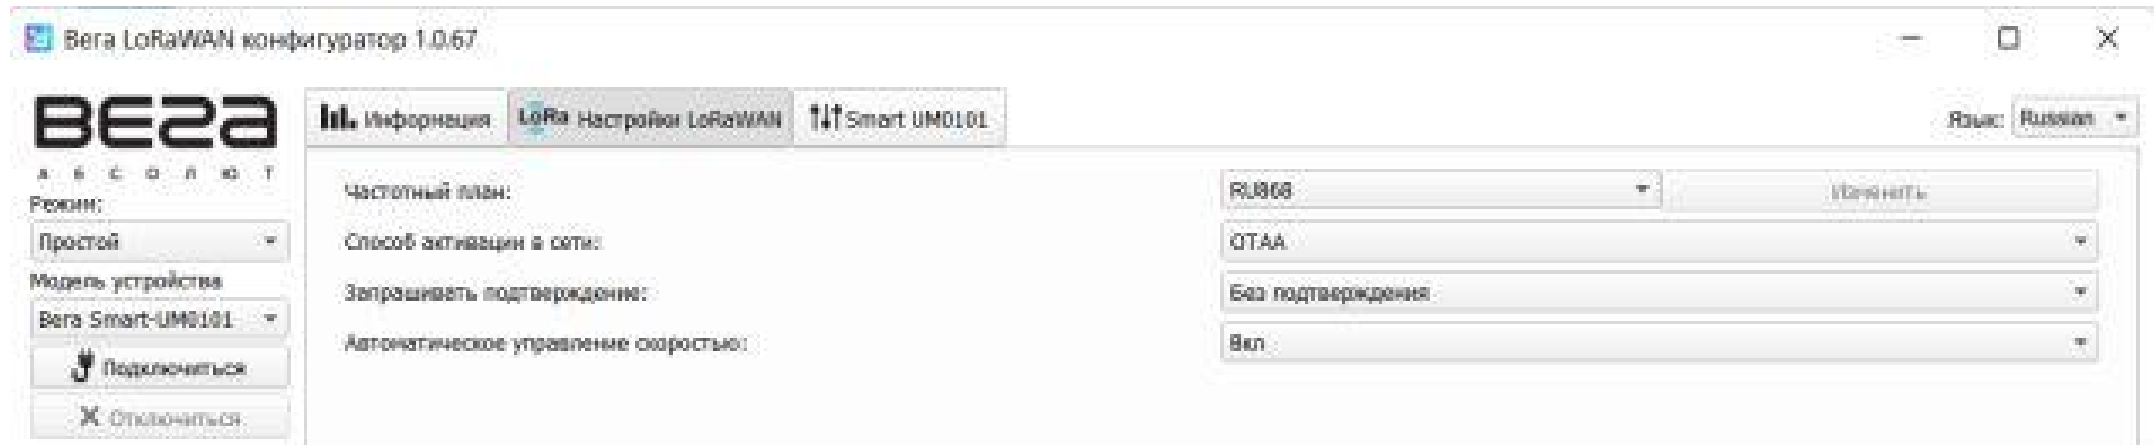 Вега LoRaWAN конфигуратор 1.0.67
ВЕГА
АБСОЛЮТ
Информация
LoRa Настройки LoRaWAN
Smart UM0101
Язык: Russian
Режим:
Простой
Модель устройства
Вега Smart-UM0101
Подключиться
Отключиться
Частотный план: RU868 Изменить
Способ активации в сети: OTAA
Запрашивать подтверждение: Без подтверждения
Автоматическое управление скоростью: Вкл